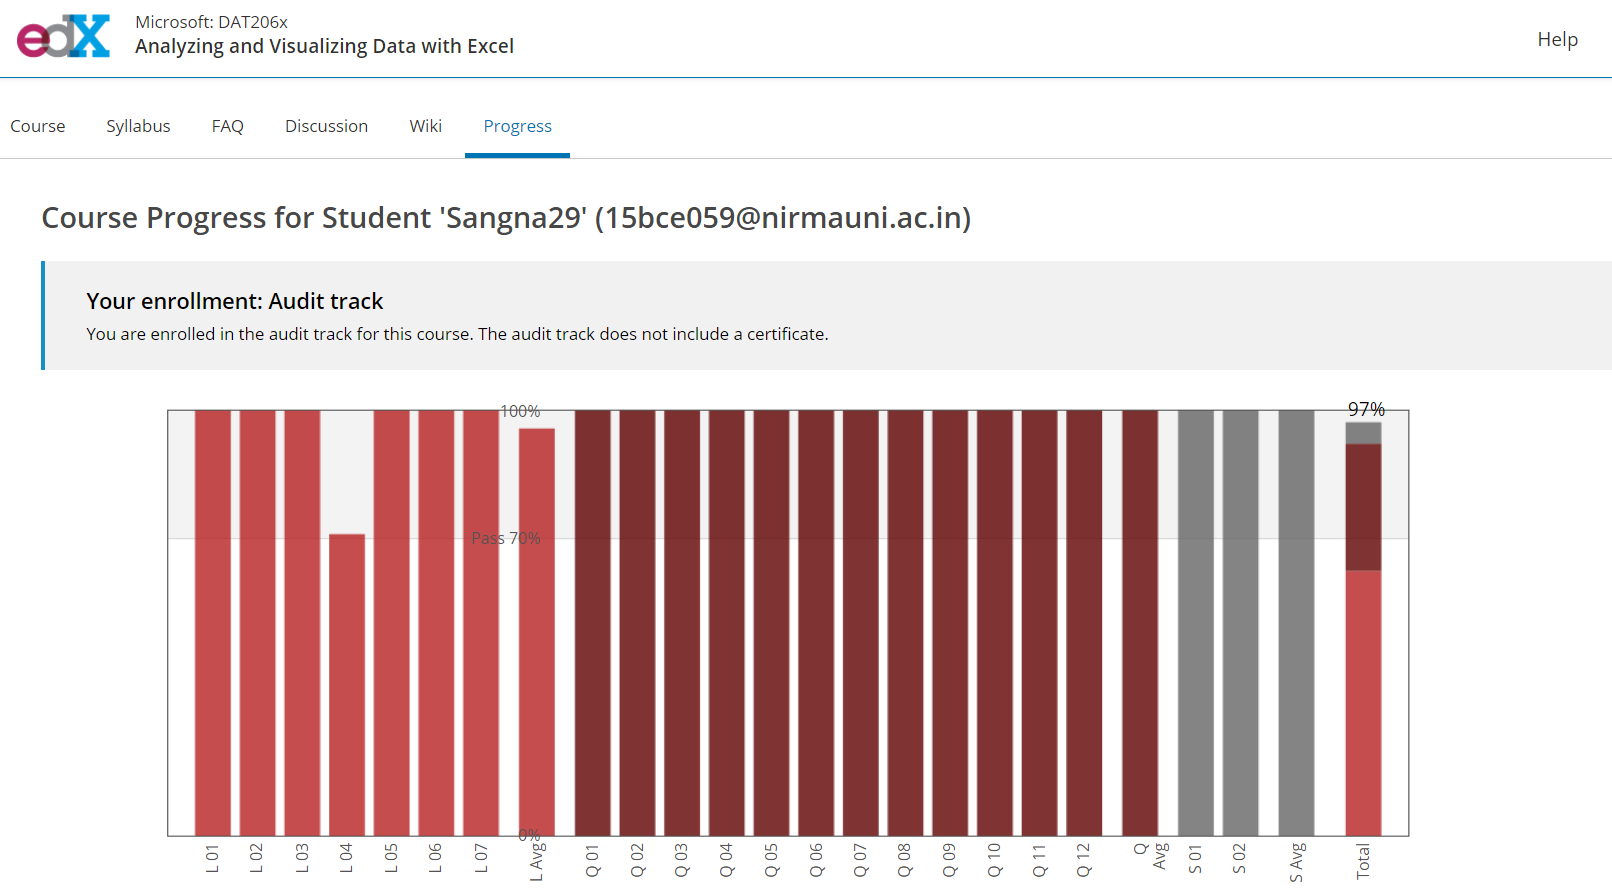 edX
Microsoft: DAT206x
Analyzing and Visualizing Data with Excel
Help
Course
Syllabus
FAQ
Discussion
Wiki
Progress
Course Progress for Student 'Sangna29' (15bce059@nirmauni.ac.in)
Your enrollment: Audit track
You are enrolled in the audit track for this course. The audit track does not include a certificate.
100%
97%
Pass 70%
0%
L 01
L 02
L 03
L 04
L 05
L 06
L 07
L Avg
Q 01
Q 02
Q 03
Q 04
Q 05
Q 06
Q 07
Q 08
Q 09
Q 10
Q 11
Q 12
Q
Avg
S 01
S 02
S Avg
Total